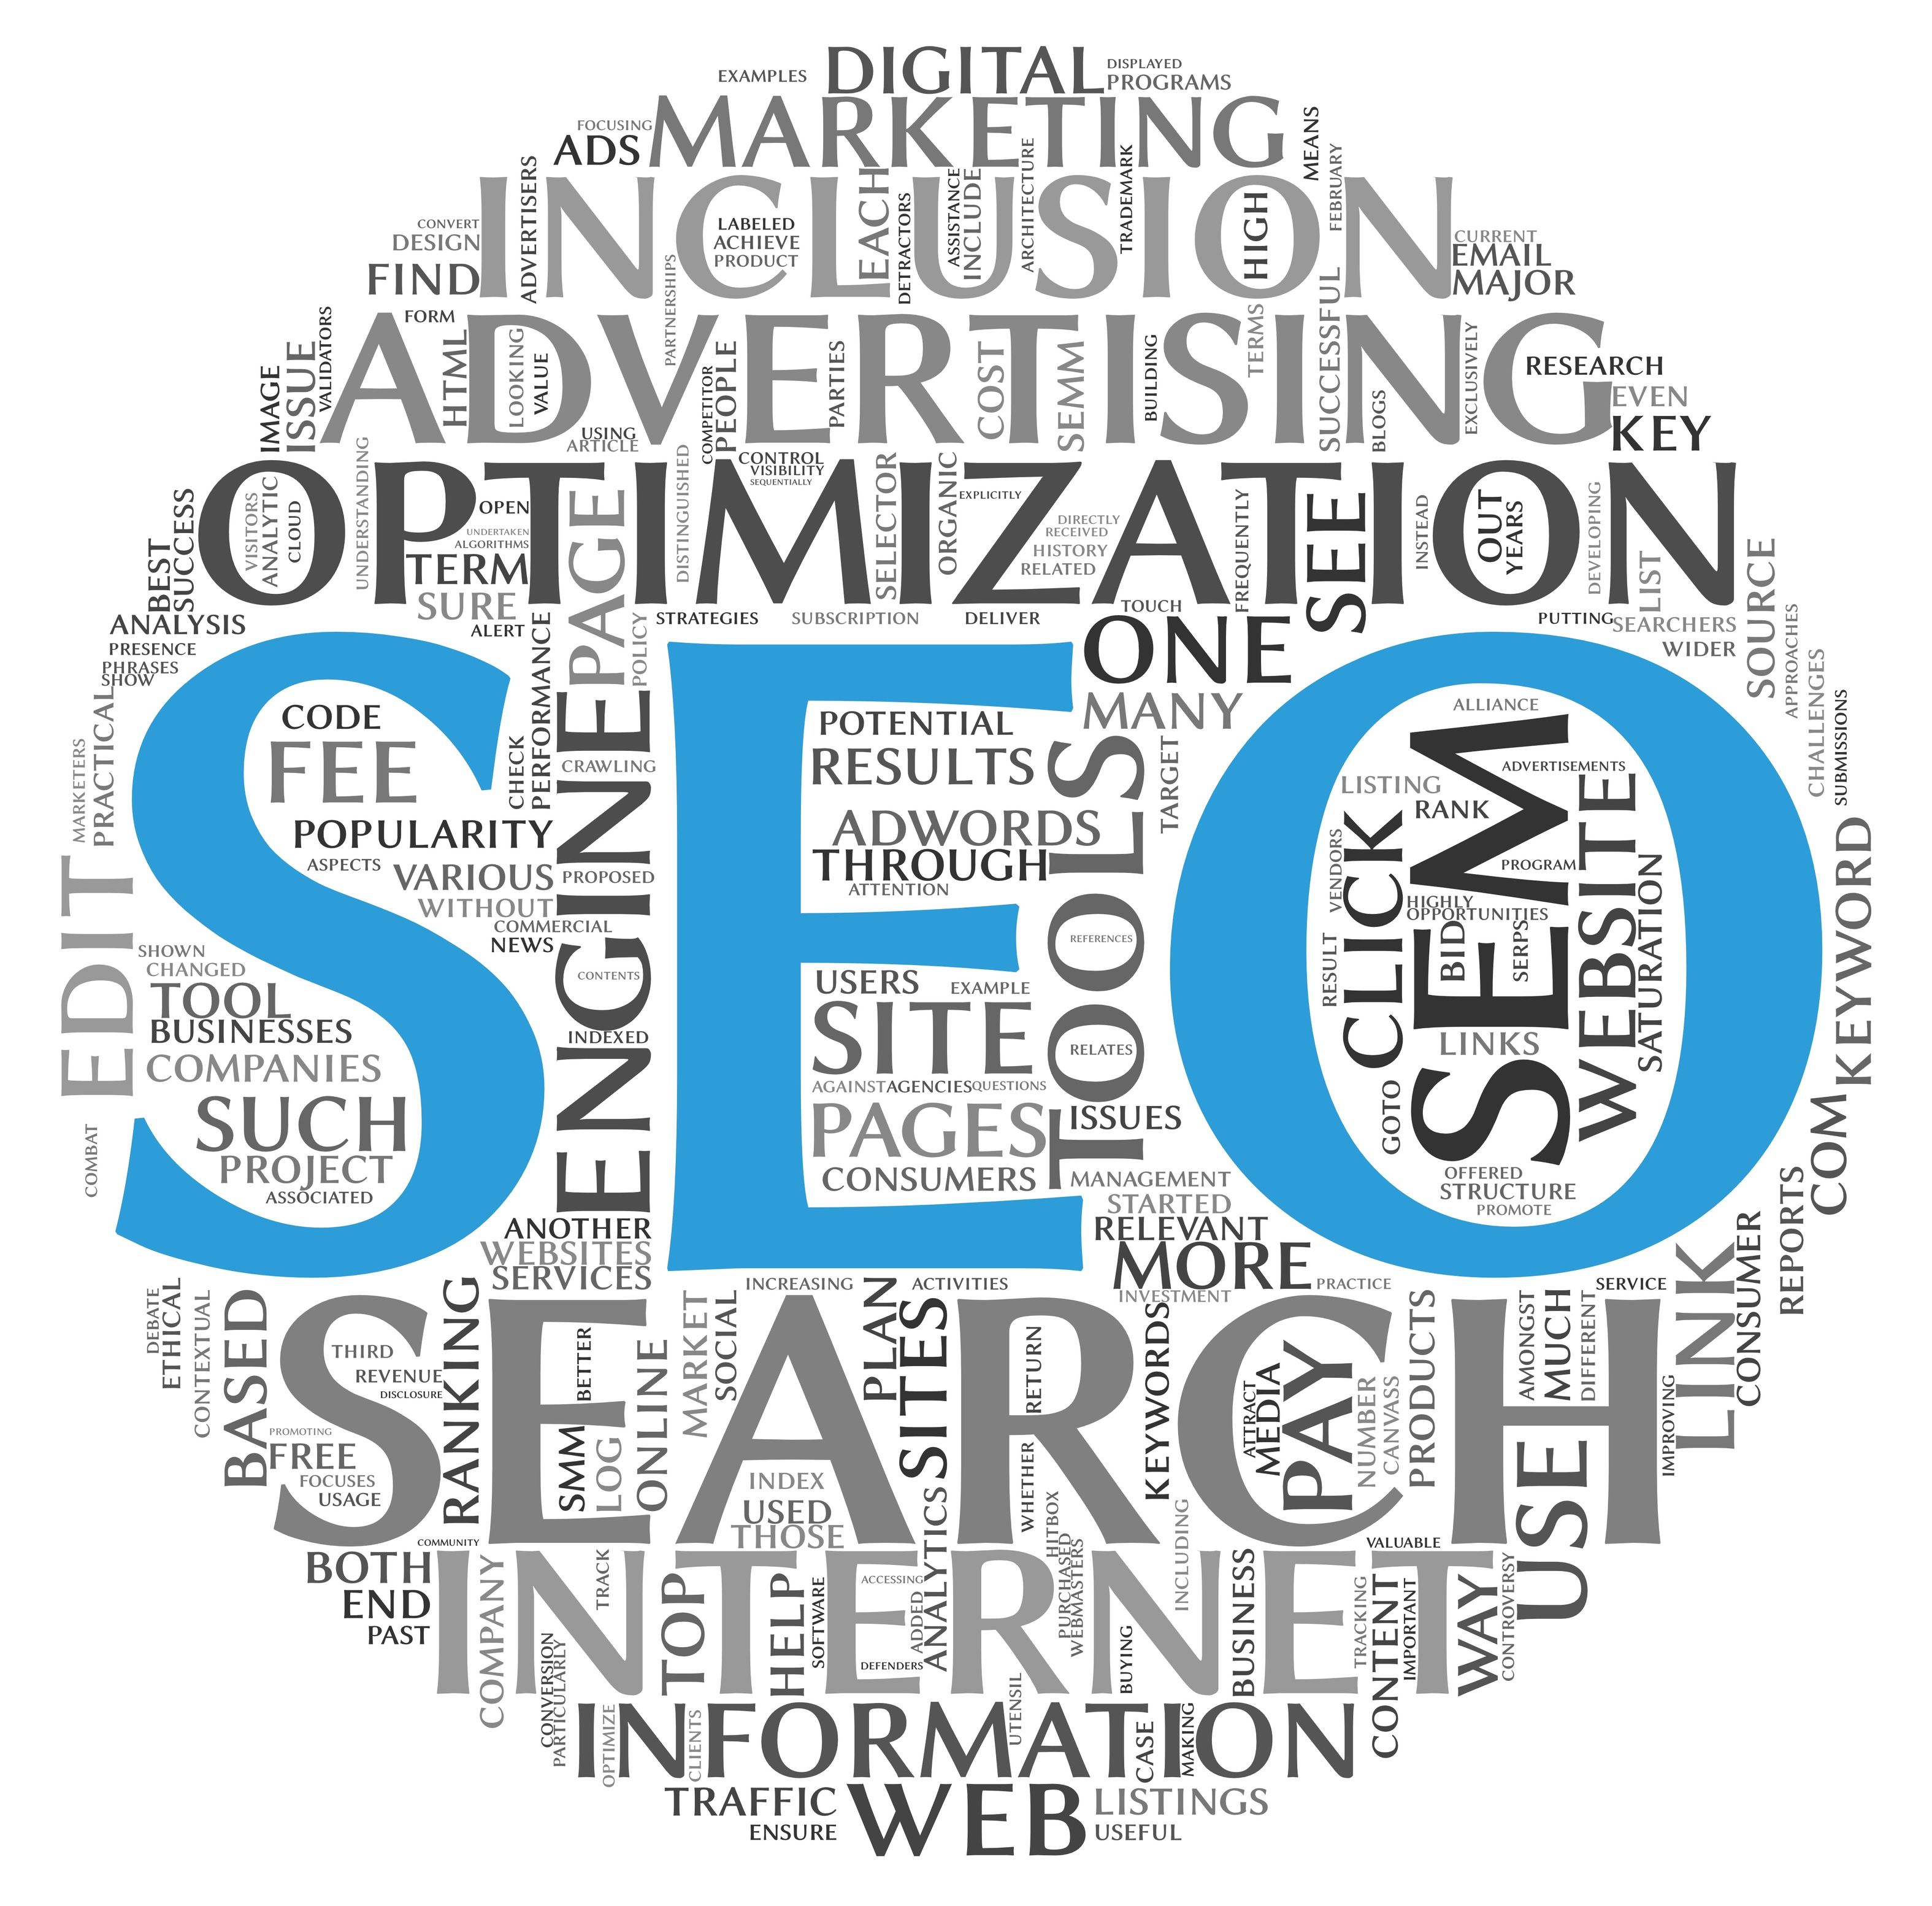 DIGITAL
EXAMPLES
DISPLAYED
PROGRAMS
MARKETING
FOCUSING
ADS
MEANS
FEBRUARY
INCLUSION
ADVERTISERS
CONVERT
DESIGN
FIND
LABELED
ACHIEVE
PRODUCT
EACH
DETRACTORS
ASSISTANCE
INCLUDE
ARCHITECTURE
TRADEMARK
HIGH
CURRENT
EMAIL
MAJOR
ADVERTISING
FORM
VALIDATORS
ISSUE
IMAGE
HTML
LOOKING
VALUE
USING
ARTICLE
PARTNERSHIPS
COMPETITOR
PEOPLE
PARTIES
COST
SEMM
BUILDING
TERMS
SUCCESSFUL
BLOGS
EXCLUSIVELY
RESEARCH
EVEN
KEY
OPTIMIZATION
BEST
SUCCESS
VISITORS
ANALYTIC
CLOUD
UNDERSTANDING
OPEN
UNDERTAKEN
ALGORITHMS
TERM
SURE
ALERT
PAGE
POLICY
DISTINGUISHED
CONTROL
VISIBILITY
SEQUENTIALLY
SELECTOR
ORGANIC
EXPLICITLY
DIRECTLY
RECEIVED
HISTORY
RELATED
FREQUENTLY
SEE
INSTEAD
OUT
YEARS
DEVELOPING
LIST
SOURCE
APPROACHES
CHALLENGES
SUBMISSIONS
ANALYSIS
PRESENCE
PHRASES
SHOW
PRACTICAL
MARKETERS
STRATEGIES
SUBSCRIPTION
DELIVER
TOUCH
ONE
MANY
PUTTING
SEARCHERS
WIDER
SEO
CODE
FEE
POPULARITY
ASPECTS
VARIOUS
WITHOUT
COMMERCIAL
NEWS
CHECK
PERFORMANCE
ENGINE
CRAWLING
PROPOSED
CONTENTS
INDEXED
POTENTIAL
RESULTS
ADWORDS
THROUGH
ATTENTION
TOOLS
TARGET
REFERENCES
RELATES
USERS
EXAMPLE
SITE
AGAINST
AGENCIES
QUESTIONS
PAGES
CONSUMERS
ISSUES
MANAGEMENT
STARTED
RELEVANT
MORE
PRACTICE
INVESTMENT
ALLIANCE
ADVERTISEMENTS
LISTING
RANK
PROGRAM
HIGHLY
OPPORTUNITIES
VENDORS
RESULT
CLICK
SEM
BID
SERPS
WEBSITE
SATURATION
LINKS
GOTO
OFFERED
STRUCTURE
PROMOTE
KEYWORD
COM
REPORTS
CONSUMER
LINK
EDIT
COMBAT
SHOWN
CHANGED
TOOL
BUSINESSES
COMPANIES
SUCH
PROJECT
ASSOCIATED
ANOTHER
WEBSITES
SERVICES
INCREASING
ACTIVITIES
SERVICE
SEARCH
DEBATE
ETHICAL
CONTEXTUAL
BASED
THIRD
REVENUE
DISCLOSURE
PROMOTING
FREE
FOCUSES
USAGE
RANKING
BETTER
SMM
LOG
ONLINE
MARKET
SOCIAL
PLAN
SITES
INDEX
USED
THOSE
RETURN
WHETHER
KEYWORDS
ATTRACT
MEDIA
PAY
NUMBER
CANVASS
PRODUCTS
AMONGST
MUCH
DIFFERENT
IMPROVING
USE
COMMUNITY
VALUABLE
INTERNET
BOTH
END
PAST
COMPANY
TRACK
CONVERSION
PARTICULARLY
TOP
HELP
SOFTWARE
ACCESSING
ADDED
DEFENDERS
ANALYTICS
HITBOX
PURCHASED
WEBMASTERS
INCLUDING
BUYING
BUSINESS
TRACKING
CONTENT
IMPORTANT
WAY
CONTROVERSY
INFORMATION
OPTIMIZE
CLIENTS
UTENSIL
CASE
MAKING
TRAFFIC
ENSURE
WEB
LISTINGS
USEFUL